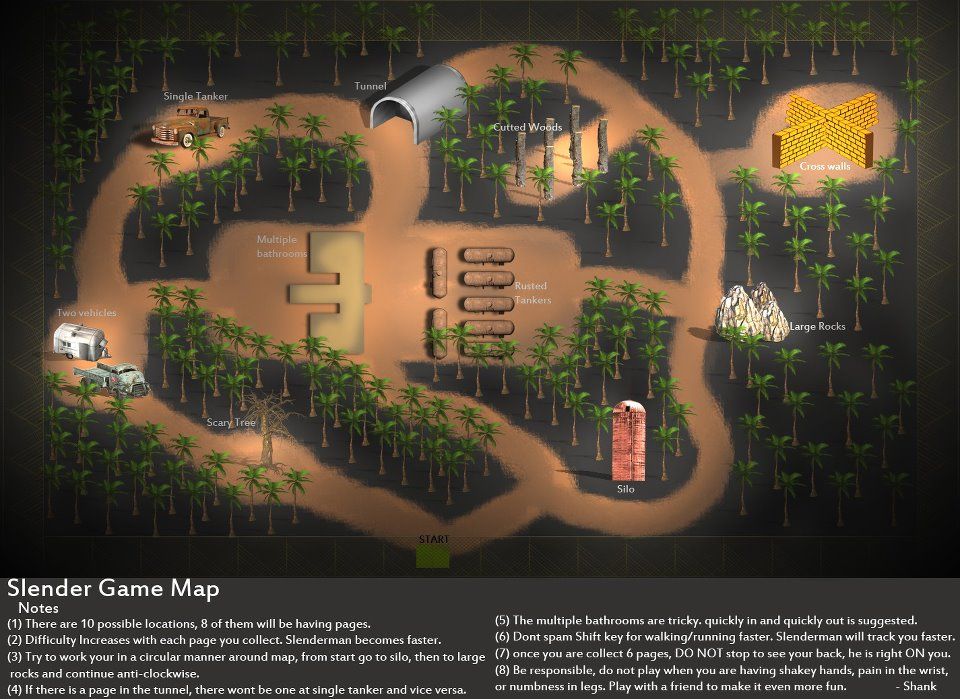 Single Tanker
Tunnel
Cutted Woods
Cross walls
Multiple
bathrooms
Rusted
Tankers
Two vehicles
Large Rocks
Scary Tree
Silo
START
Slender Game Map
Notes
(1) There are 10 possible locations, 8 of them will be having pages.
(2) Difficulty Increases with each page you collect. Slenderman becomes faster.
(3) Try to work your in a circular manner around map, from start go to silo, then to large
rocks and continue anti-clockwise.
(4) If there is a page in the tunnel, there wont be one at single tanker and vice versa.
(5) The multiple bathrooms are tricky. quickly in and quickly out is suggested.
(6) Dont spam Shift key for walking/running faster. Slenderman will track you faster.
(7) once you are collect 6 pages, DO NOT stop to see your back, he is right ON you.
(8) Be responsible, do not play when you are having shakey hands, pain in the wrist,
or numbness in legs. Play with a friend to make it even more fun. - Shank